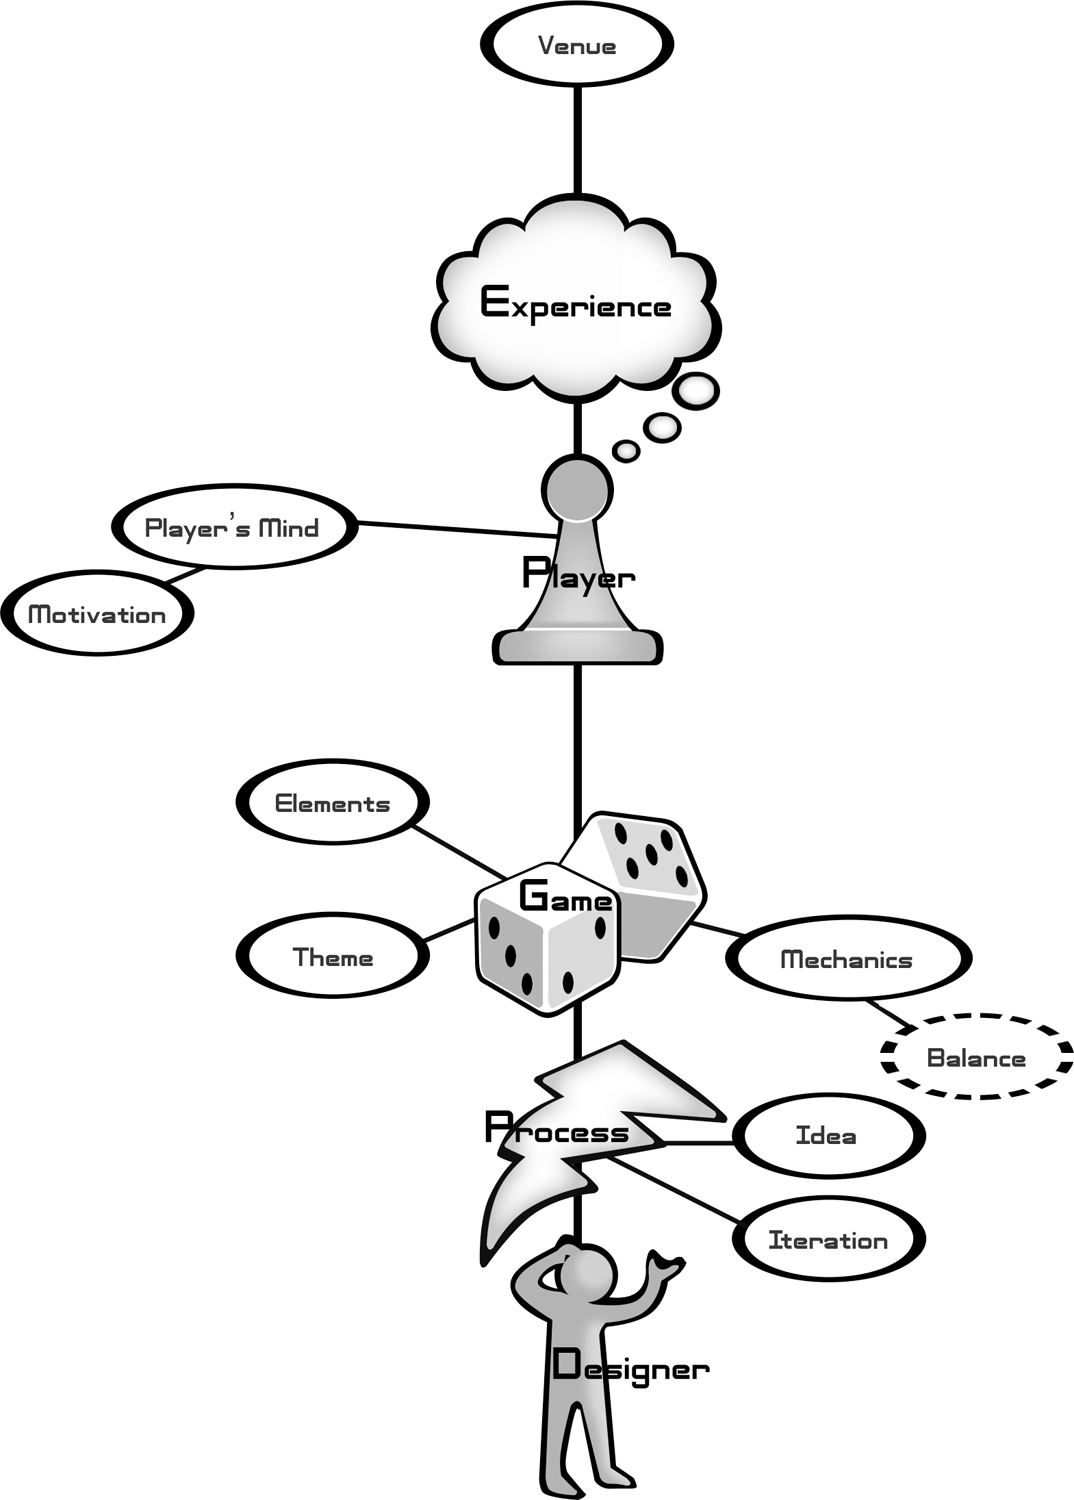 Venue
Experience
Player's Mind
Player
Motivation
Elements
Game
Theme
Mechanics
Balance
Process
Idea
Iteration
Designer